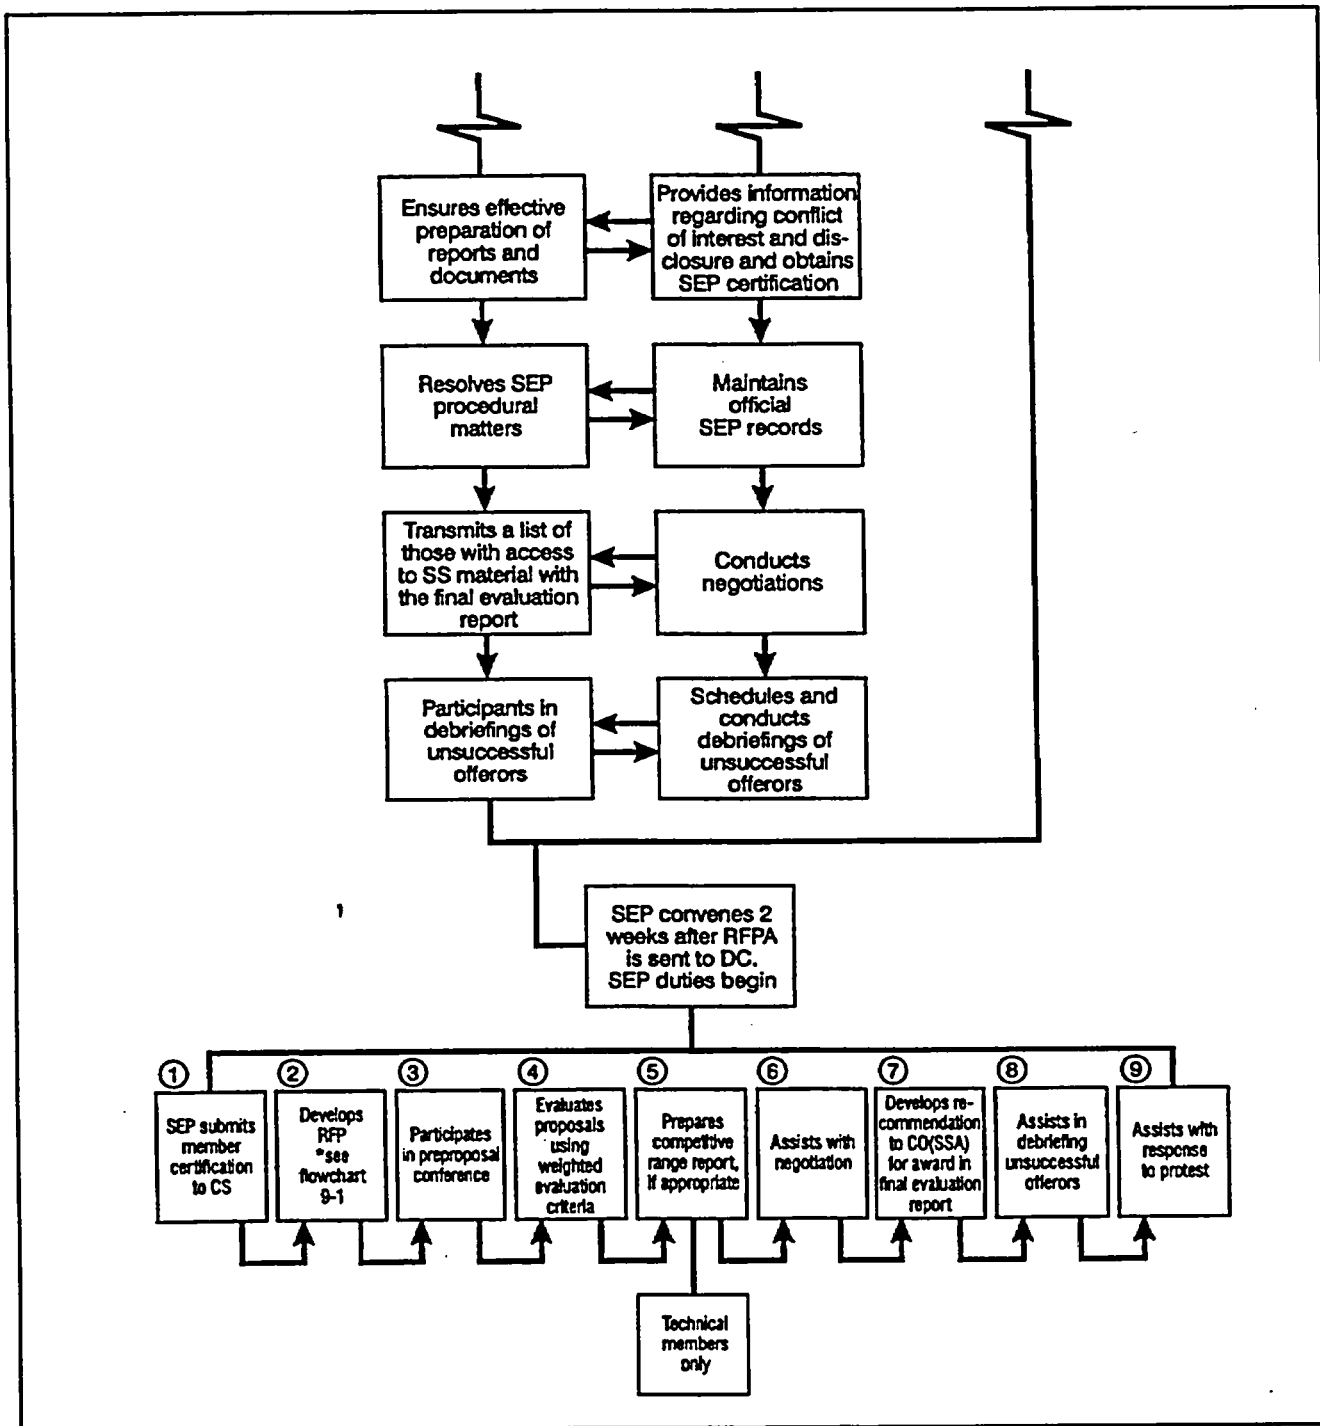 Ensures effective
preparation of
reports and
documents
Provides information
regarding conflict
of interest and dis-
closure and obtains
SEP certification
Resolves SEP
procedural
matters
Maintains
official
SEP records
Transmits a list of
those with access
to SS material with
the final evaluation
report
Conducts
negotiations
Participants in
debriefings of
unsuccessful
offerors
Schedules and
conducts
debriefings of
unsuccessful
offerors
SEP convenes 2
weeks after RFPA
is sent to DC.
SEP duties begin
1
SEP submits
member
certification
to CS
2
Develops
RFP
*see
flowchart
9-1
3
Participates
in preproposal
conference
4
Evaluates
proposals
using
weighted
evaluation
criteria
5
Prepares
competitive
range report,
if appropriate
6
Assists with
negotiation
7
Develops re-
commendation
to CO(SSA)
for award in
final evaluation
report
8
Assists in
debriefing
unsuccessful
offerors
9
Assists with
response
to protest
Technical
members
only